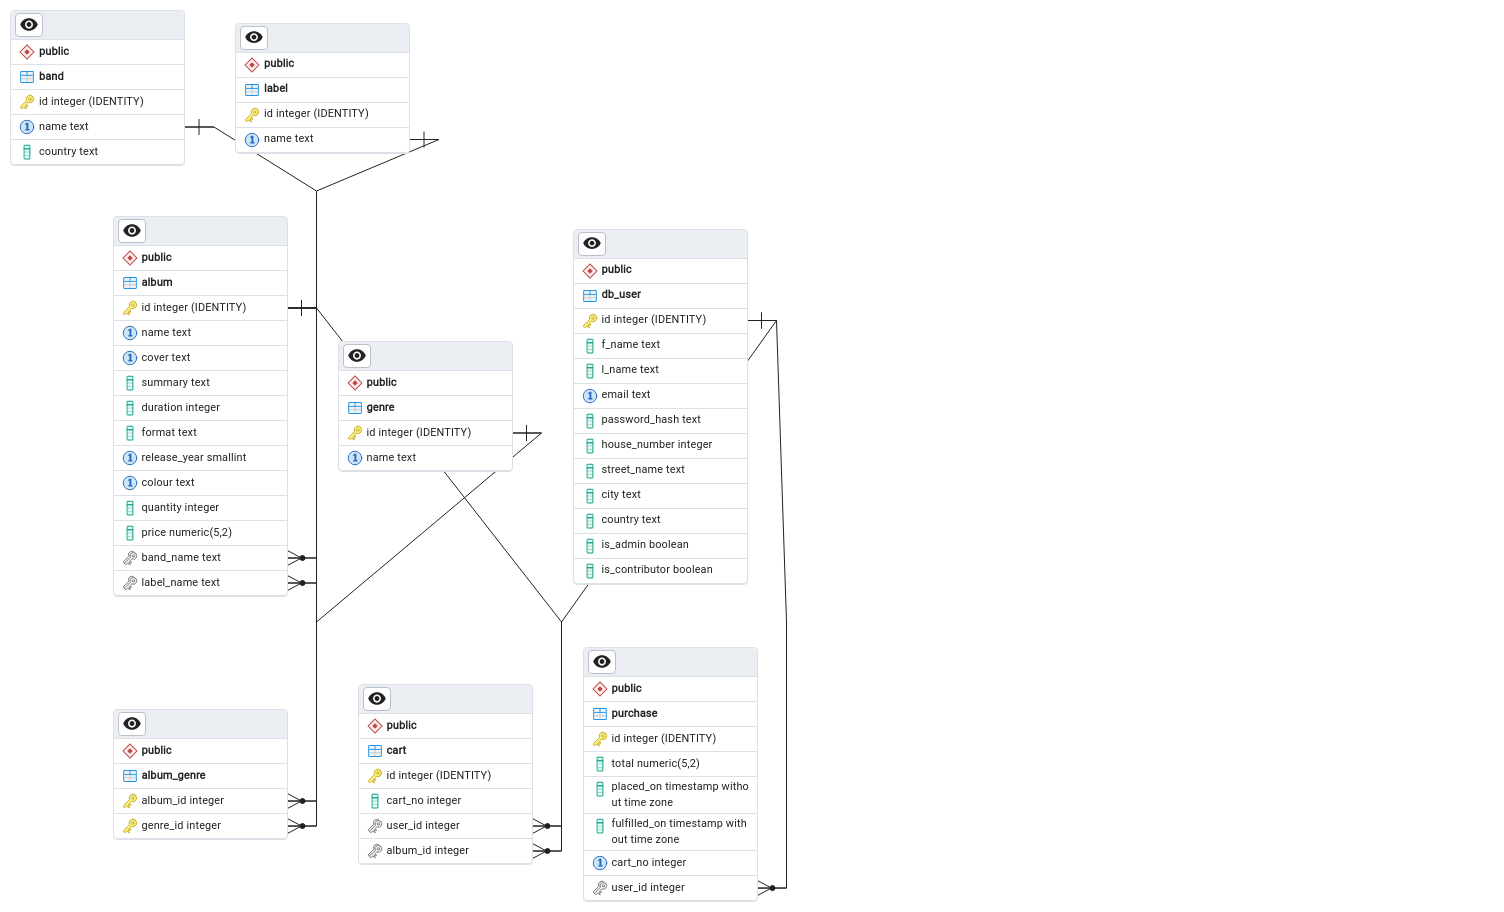 public
band
id integer (IDENTITY)
name text
country text
public
label
id integer (IDENTITY)
name text
public
album
id integer (IDENTITY)
name text
cover text
summary text
duration integer
format text
release_year smallint
colour text
quantity integer
price numeric(5,2)
band_name text
label_name text
public
genre
id integer (IDENTITY)
name text
public
db_user
id integer (IDENTITY)
f_name text
l_name text
email text
password_hash text
house_number integer
street_name text
city text
country text
is_admin boolean
is_contributor boolean
public
album_genre
album_id integer
genre_id integer
public
cart
id integer (IDENTITY)
cart_no integer
user_id integer
album_id integer
public
purchase
id integer (IDENTITY)
total numeric(5,2)
placed_on timestamp witho
ut time zone
fulfilled_on timestamp with
out time zone
cart_no integer
user_id integer